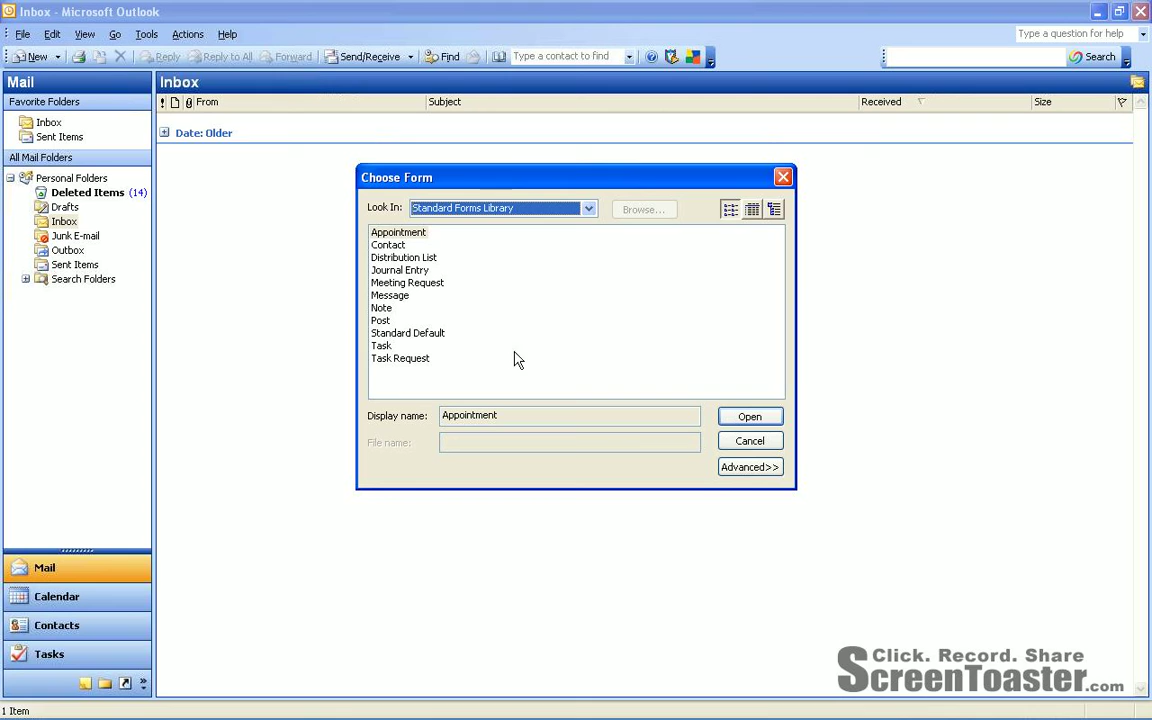 Inbox - Microsoft Outlook
File Edit View Go Tools Actions Help Type a question for help
New Reply Reply to All Forward Send/Receive Find Type a contact to find Search
Mail Inbox
Favorite Folders ! From Subject Received Size
Inbox
Sent Items
Date: Older
All Mail Folders
Personal Folders
Deleted Items (14)
Drafts
Inbox
Junk E-mail
Outbox
Sent Items
Search Folders
Choose Form
Look In: Standard Forms Library Browse...
Appointment
Contact
Distribution List
Journal Entry
Meeting Request
Message
Note
Post
Standard Default
Task
Task Request
Display name: Appointment Open
File name: Cancel
Advanced>>
Mail
Calendar
Contacts
Tasks
Click. Record. Share
ScreenToaster.com
1 Item